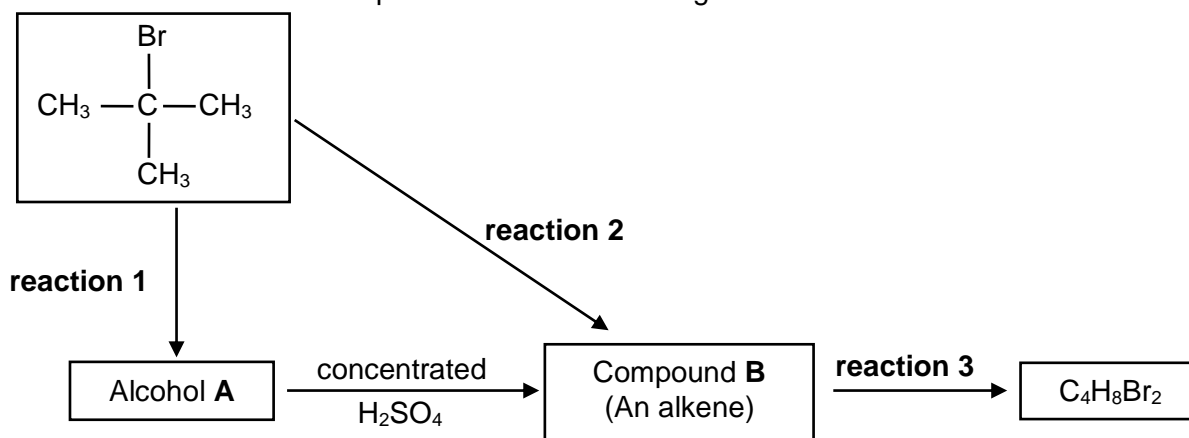 Br
CH₃ — C — CH₃
CH₃
reaction 2
reaction 1
Alcohol A
concentrated
H₂SO₄
Compound B
(An alkene)
reaction 3
C₄H₈Br₂